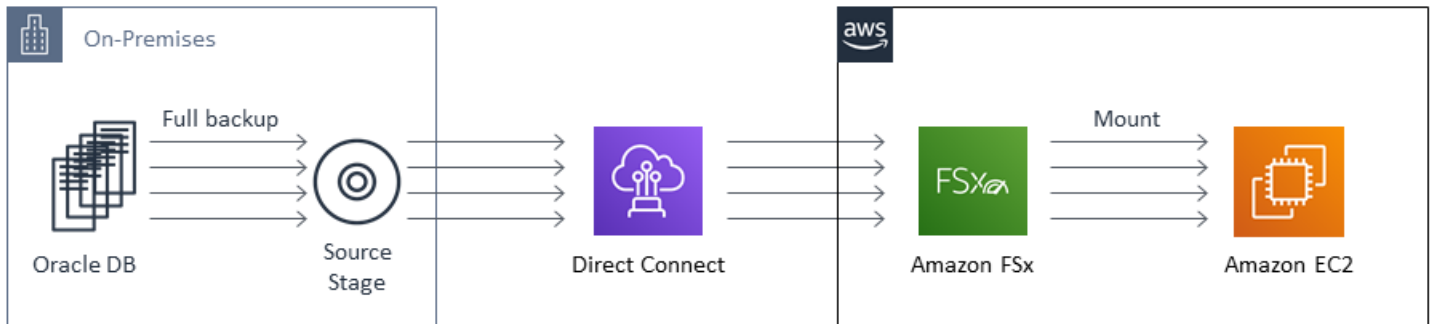 On-Premises
aws
Full backup
Mount
FSx
Oracle DB
Source
Stage
Direct Connect
Amazon FSx
Amazon EC2